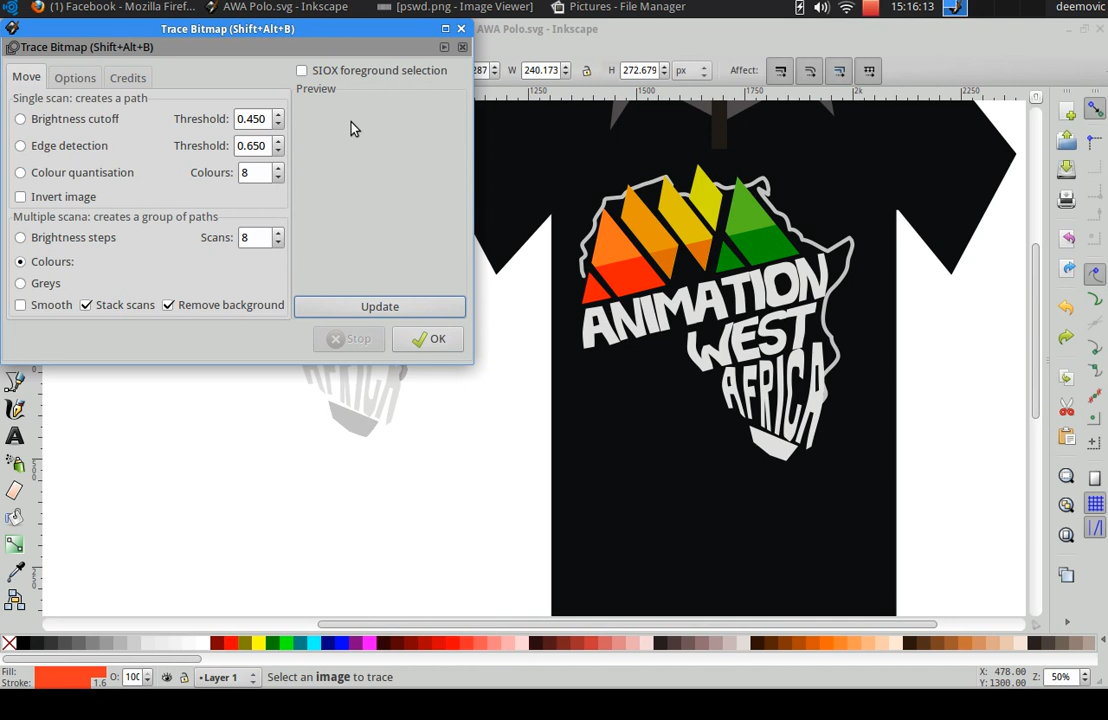 (1) Facebook - Mozilla Firef... AWA Polo.svg - Inkscape [pswd.png - Image Viewer] Pictures - File Manager 15:16:13 deemovic
Trace Bitmap (Shift+Alt+B) AWA Polo.svg - Inkscape
Trace Bitmap (Shift+Alt+B)
Move Options Credits
SIOX foreground selection
287 W 240.173 H 272.679 px Affect:
Single scan: creates a path
Preview
1250 1500 1750 2k 2250
Brightness cutoff Threshold: 0.450
Edge detection Threshold: 0.650
Colour quantisation Colours: 8
Invert image
Multiple scana: creates a group of paths
Brightness steps Scans: 8
Colours:
Greys
Smooth Stack scans Remove background
Update
Stop OK
ANIMATION
WEST
AFRICA
AFRICA
Fill:
Stroke: 1.6
O: 100
•Layer 1
Select an image to trace
X: 478.00
Y: 1300.00
Z: 50%